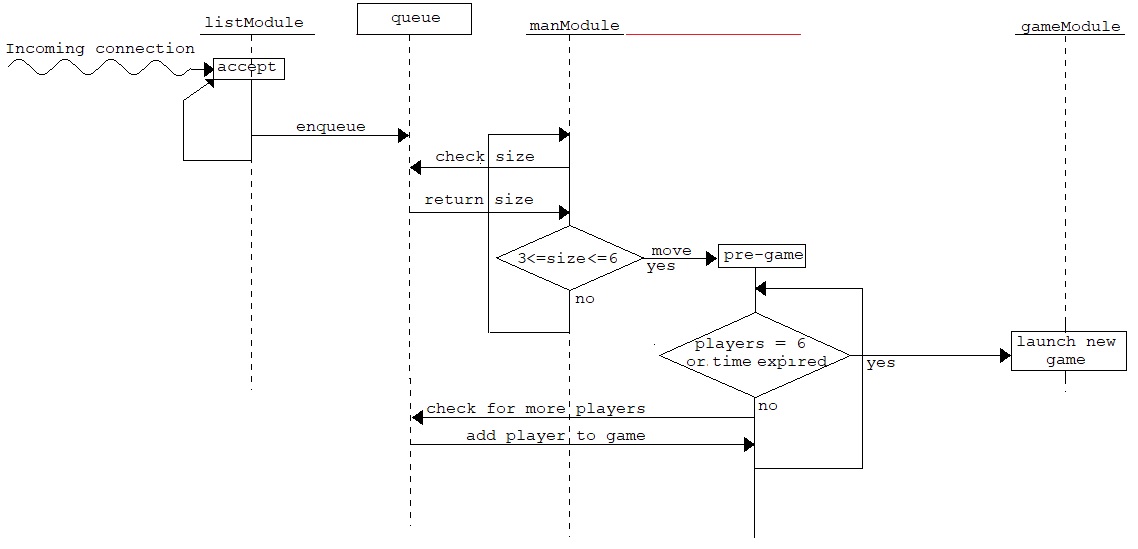 listModule
queue
manModule
gameModule
Incoming connection
accept
enqueue
check size
return size
3<=size<=6
move
yes
pre-game
no
players = 6
or time expired
yes
launch new
game
no
check for more players
add player to game